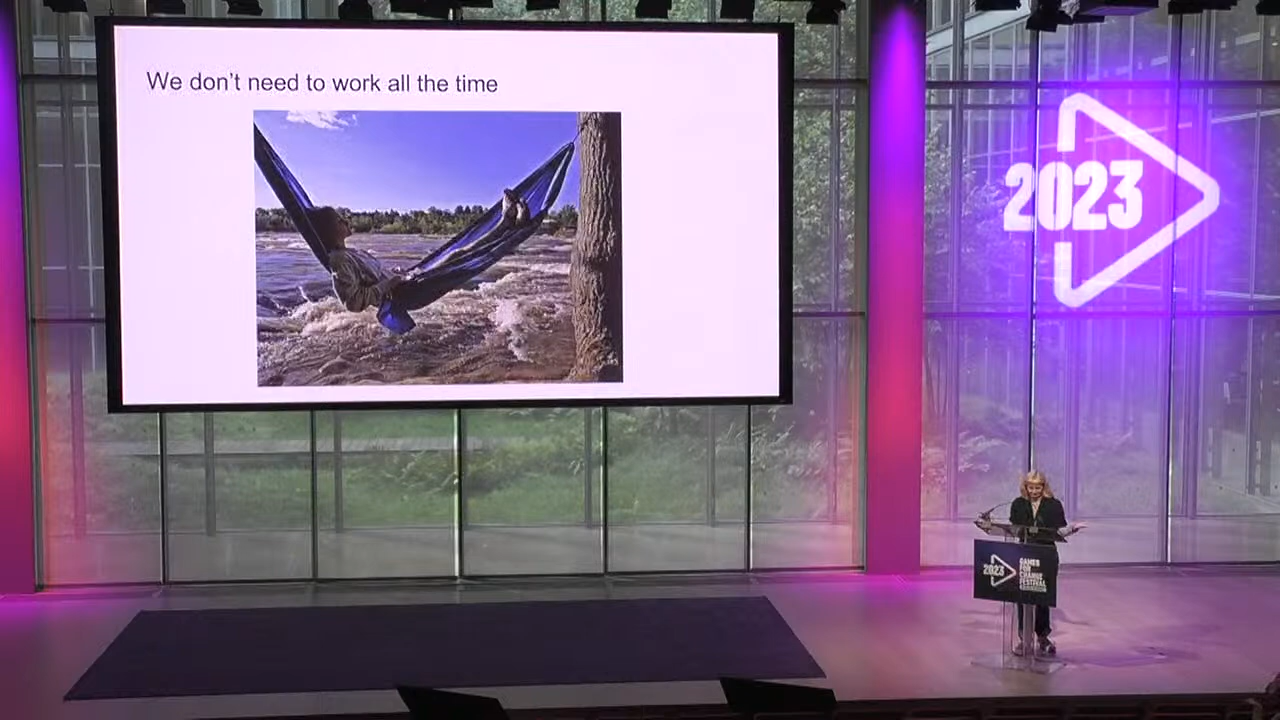 We don't need to work all the time
2023
2023
GAMES
FOR
CHANGE
FESTIVAL